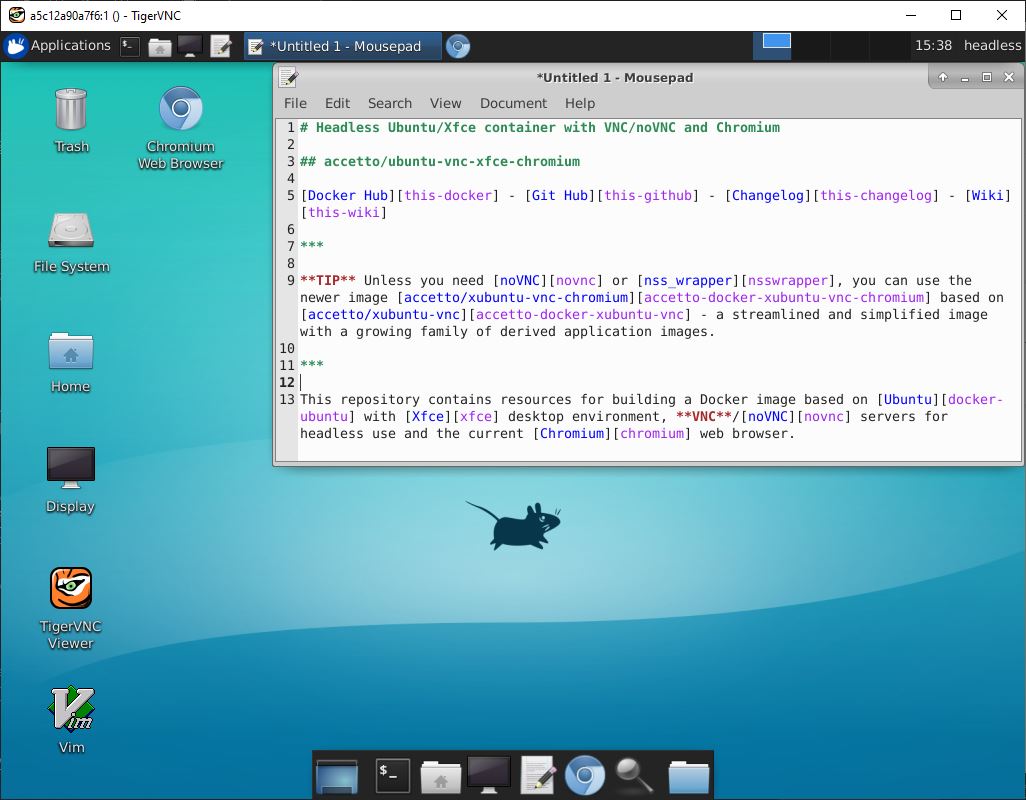 a5c12a90a7f6:1 () - TigerVNC
Applications
$_
*Untitled 1 - Mousepad
15:38 headless
Trash
Chromium
Web Browser
File System
Home
Display
TigerVNC
Viewer
Vim
Vim
*Untitled 1 - Mousepad
File Edit Search View Document Help
1 # Headless Ubuntu/Xfce container with VNC/noVNC and Chromium
2
3 ## accetto/ubuntu-vnc-xfce-chromium
4
5 [Docker Hub][this-docker] - [Git Hub][this-github] - [Changelog][this-changelog] - [Wiki]
[this-wiki]
6
7 ***
8
9 **TIP** Unless you need [noVNC][novnc] or [nss_wrapper][nsswrapper], you can use the
newer image [accetto/xubuntu-vnc-chromium][accetto-docker-xubuntu-vnc-chromium] based on
[accetto/xubuntu-vnc][accetto-docker-xubuntu-vnc] - a streamlined and simplified image
with a growing family of derived application images.
10
11 ***
12
13 This repository contains resources for building a Docker image based on [Ubuntu][docker-
ubuntu] with [Xfce][xfce] desktop environment, **VNC**/[noVNC][novnc] servers for
headless use and the current [Chromium][chromium] web browser.
$_